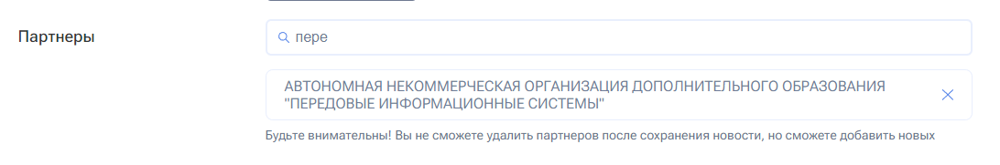 Партнеры
пере
АВТОНОМНАЯ НЕКОММЕРЧЕСКАЯ ОРГАНИЗАЦИЯ ДОПОЛНИТЕЛЬНОГО ОБРАЗОВАНИЯ
"ПЕРЕДОВЫЕ ИНФОРМАЦИОННЫЕ СИСТЕМЫ"
Будьте внимательны! Вы не сможете удалить партнеров после сохранения новости, но сможете добавить новых